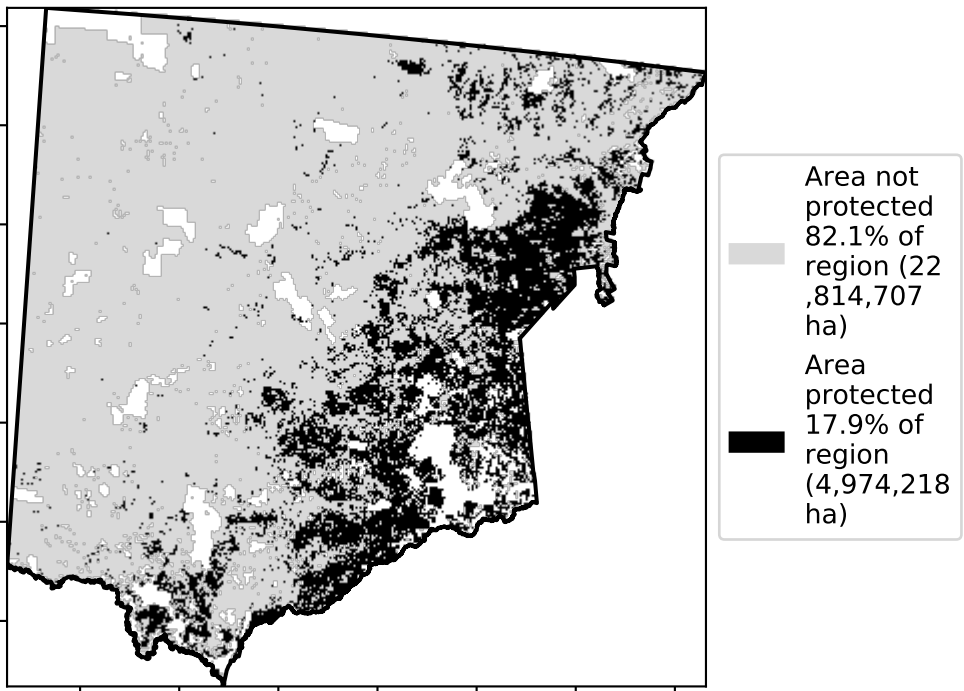 Area not
protected
82.1% of
region (22
,814,707
ha)
Area
protected
17.9% of
region
(4,974,218
ha)